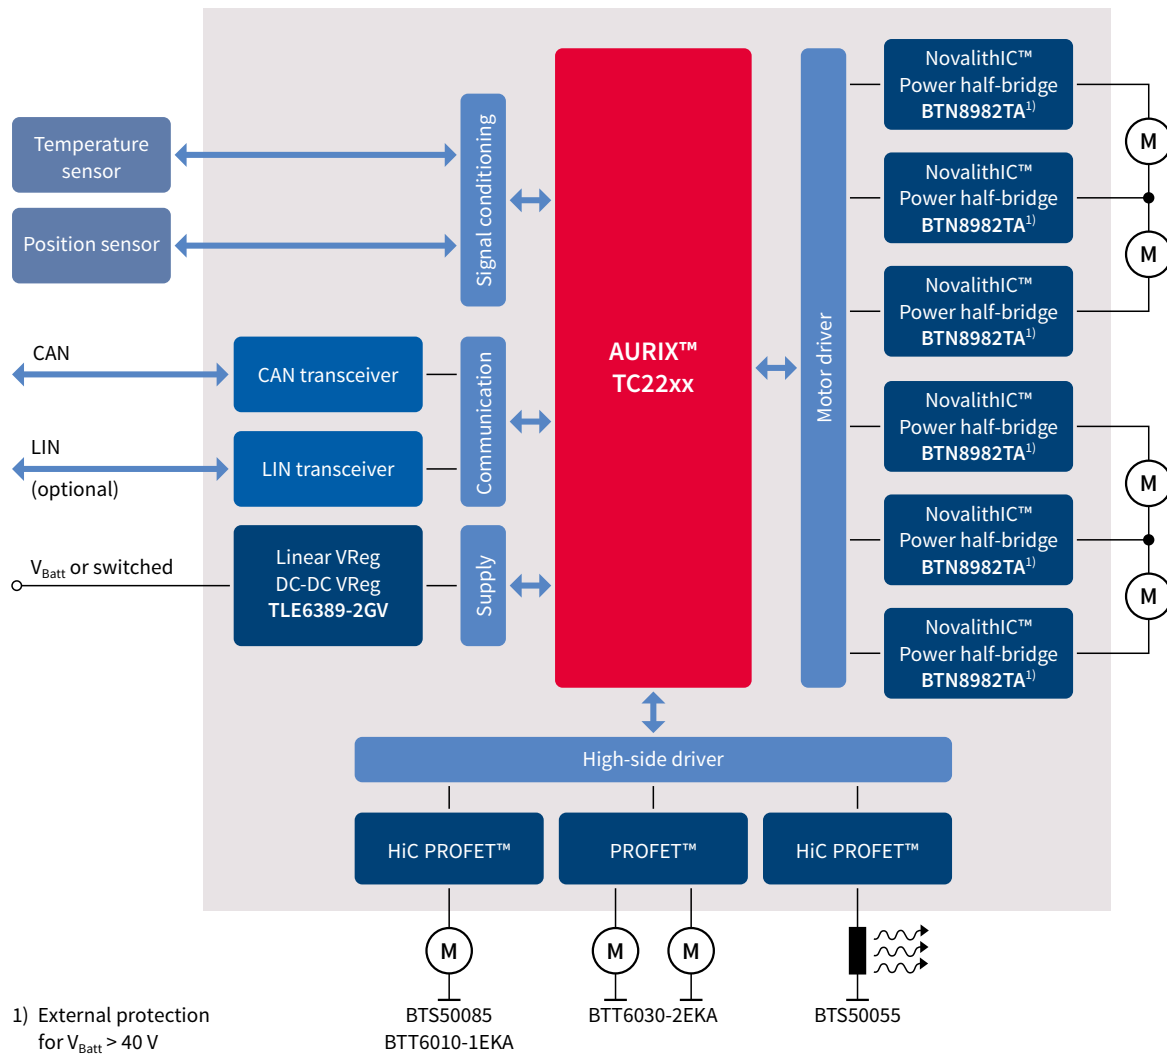 Temperature
sensor
Position sensor
Signal conditioning
CAN
CAN transceiver
LIN
(optional)
LIN transceiver
Communication
V_Batt or switched
Linear VReg
DC-DC VReg
TLE6389-2GV
Supply
AURIX™
TC22xx
Motor driver
NovalithIC™
Power half-bridge
BTN8982TA1)
NovalithIC™
Power half-bridge
BTN8982TA1)
NovalithIC™
Power half-bridge
BTN8982TA1)
NovalithIC™
Power half-bridge
BTN8982TA1)
NovalithIC™
Power half-bridge
BTN8982TA1)
NovalithIC™
Power half-bridge
BTN8982TA1)
M
M
M
M
High-side driver
HiC PROFET™
PROFET™
HiC PROFET™
M
M
M
BTS50085
BTT6010-1EKA
BTT6030-2EKA
BTS50055
1) External protection
for V_Batt > 40 V